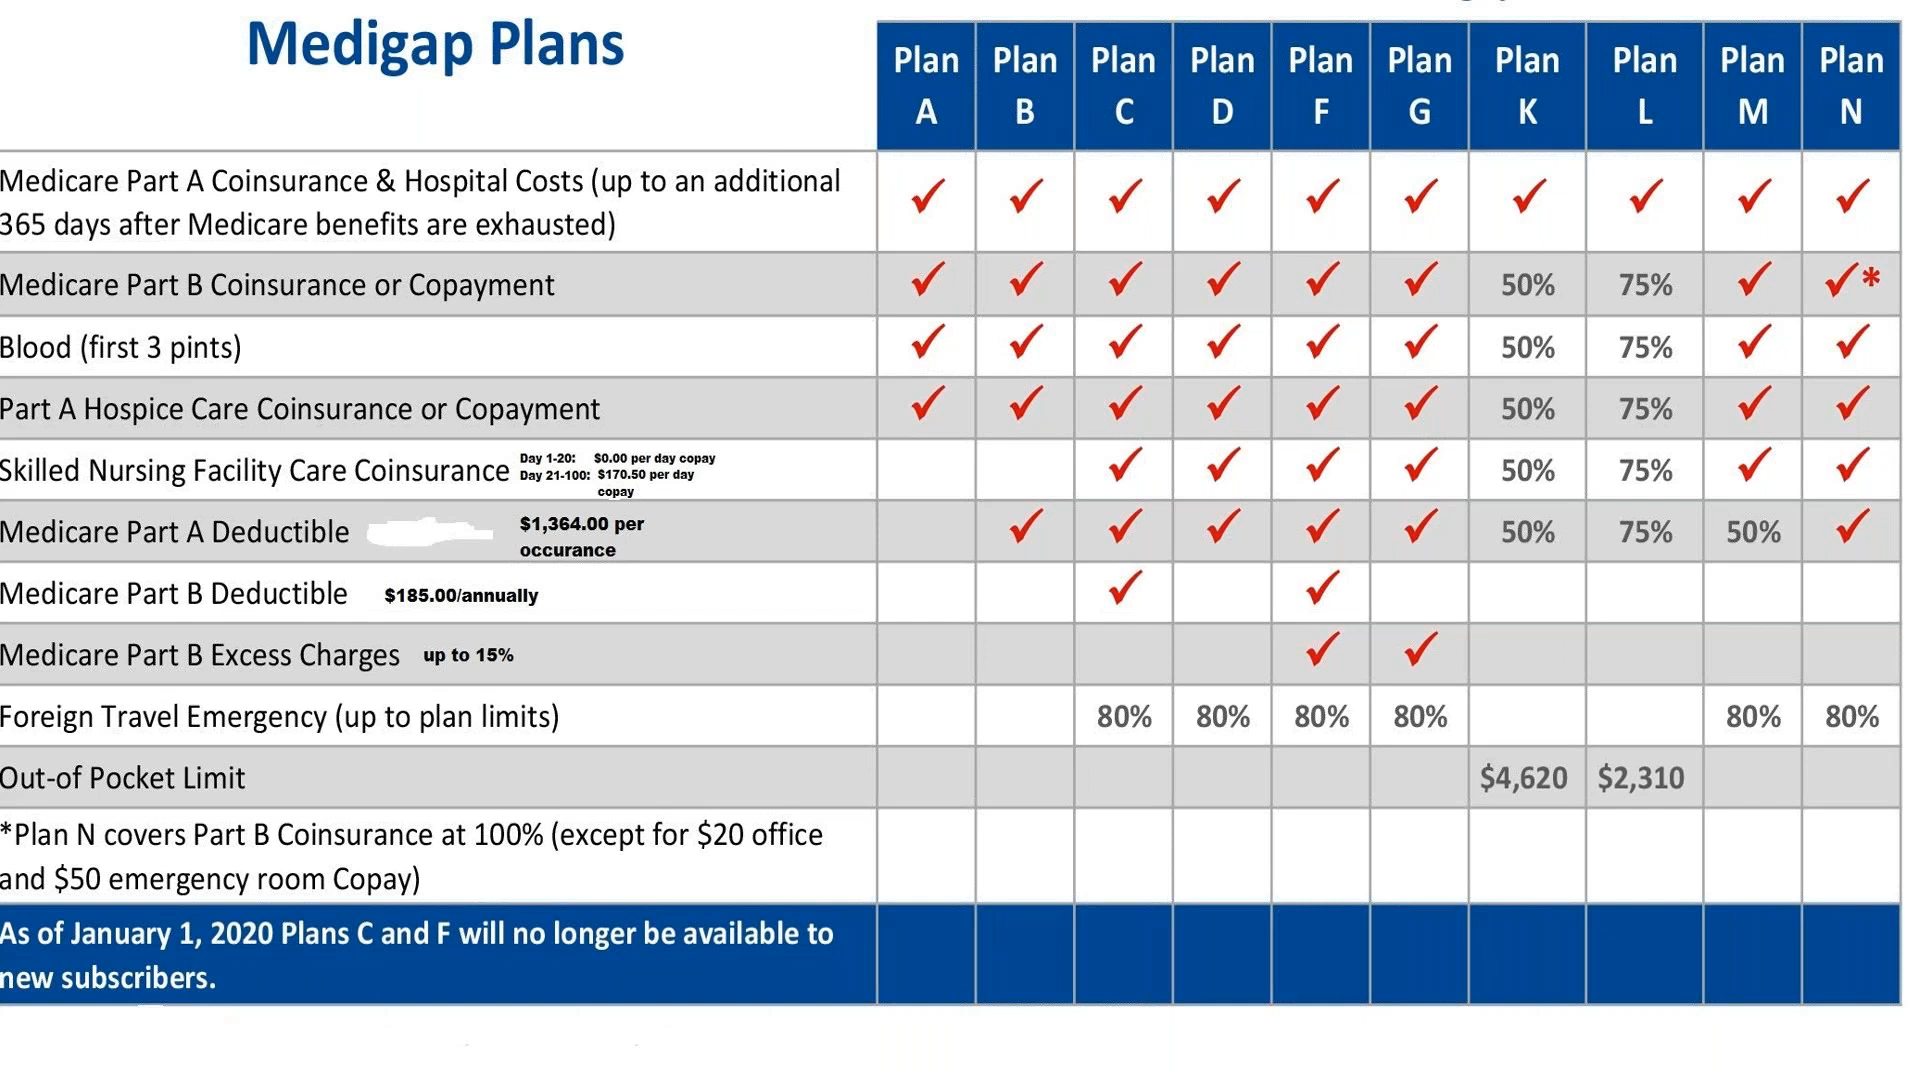 Medigap Plans
Plan A Plan B Plan C Plan D Plan F Plan G Plan K Plan L Plan M Plan N
Medicare Part A Coinsurance & Hospital Costs (up to an additional
365 days after Medicare benefits are exhausted) ✓ ✓ ✓ ✓ ✓ ✓ ✓ ✓ ✓ ✓
Medicare Part B Coinsurance or Copayment ✓ ✓ ✓ ✓ ✓ ✓ 50% 75% ✓ ✓*
Blood (first 3 pints) ✓ ✓ ✓ ✓ ✓ ✓ 50% 75% ✓ ✓
Part A Hospice Care Coinsurance or Copayment ✓ ✓ ✓ ✓ ✓ ✓ 50% 75% ✓ ✓
Skilled Nursing Facility Care Coinsurance
Day 1-20: $0.00 per day copay
Day 21-100: $170.50 per day
copay
✓ ✓ ✓ ✓ 50% 75% ✓ ✓
Medicare Part A Deductible
$1,364.00 per
occurance
✓ ✓ ✓ ✓ ✓ 50% 75% 50% ✓
Medicare Part B Deductible $185.00/annually ✓ ✓
Medicare Part B Excess Charges up to 15% ✓ ✓
Foreign Travel Emergency (up to plan limits) 80% 80% 80% 80% 80% 80%
Out-of Pocket Limit $4,620 $2,310
*Plan N covers Part B Coinsurance at 100% (except for $20 office
and $50 emergency room Copay)
As of January 1, 2020 Plans C and F will no longer be available to
new subscribers.